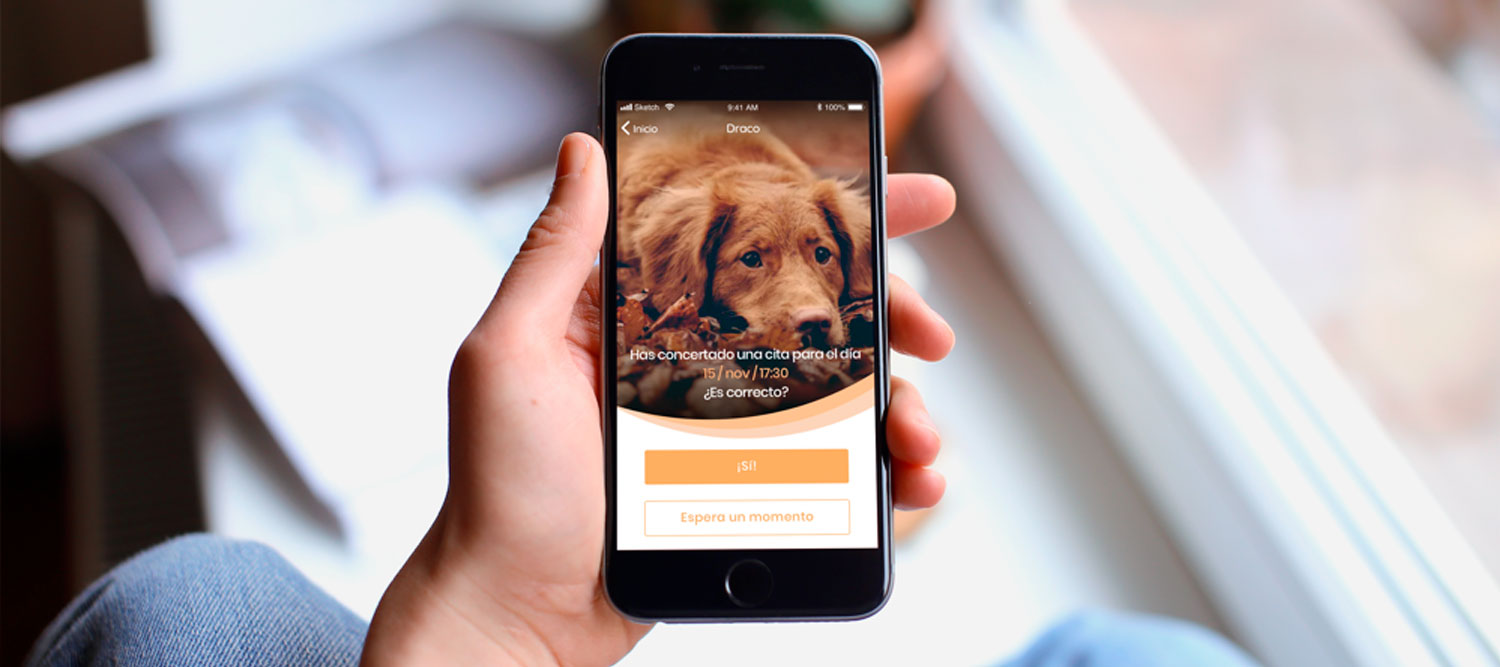 Sketch 9:41 AM 100%
Inicio Draco
Has concertado una cita para el día
15 / nov / 17:30
¿Es correcto?
¡Sí!
Espera un momento